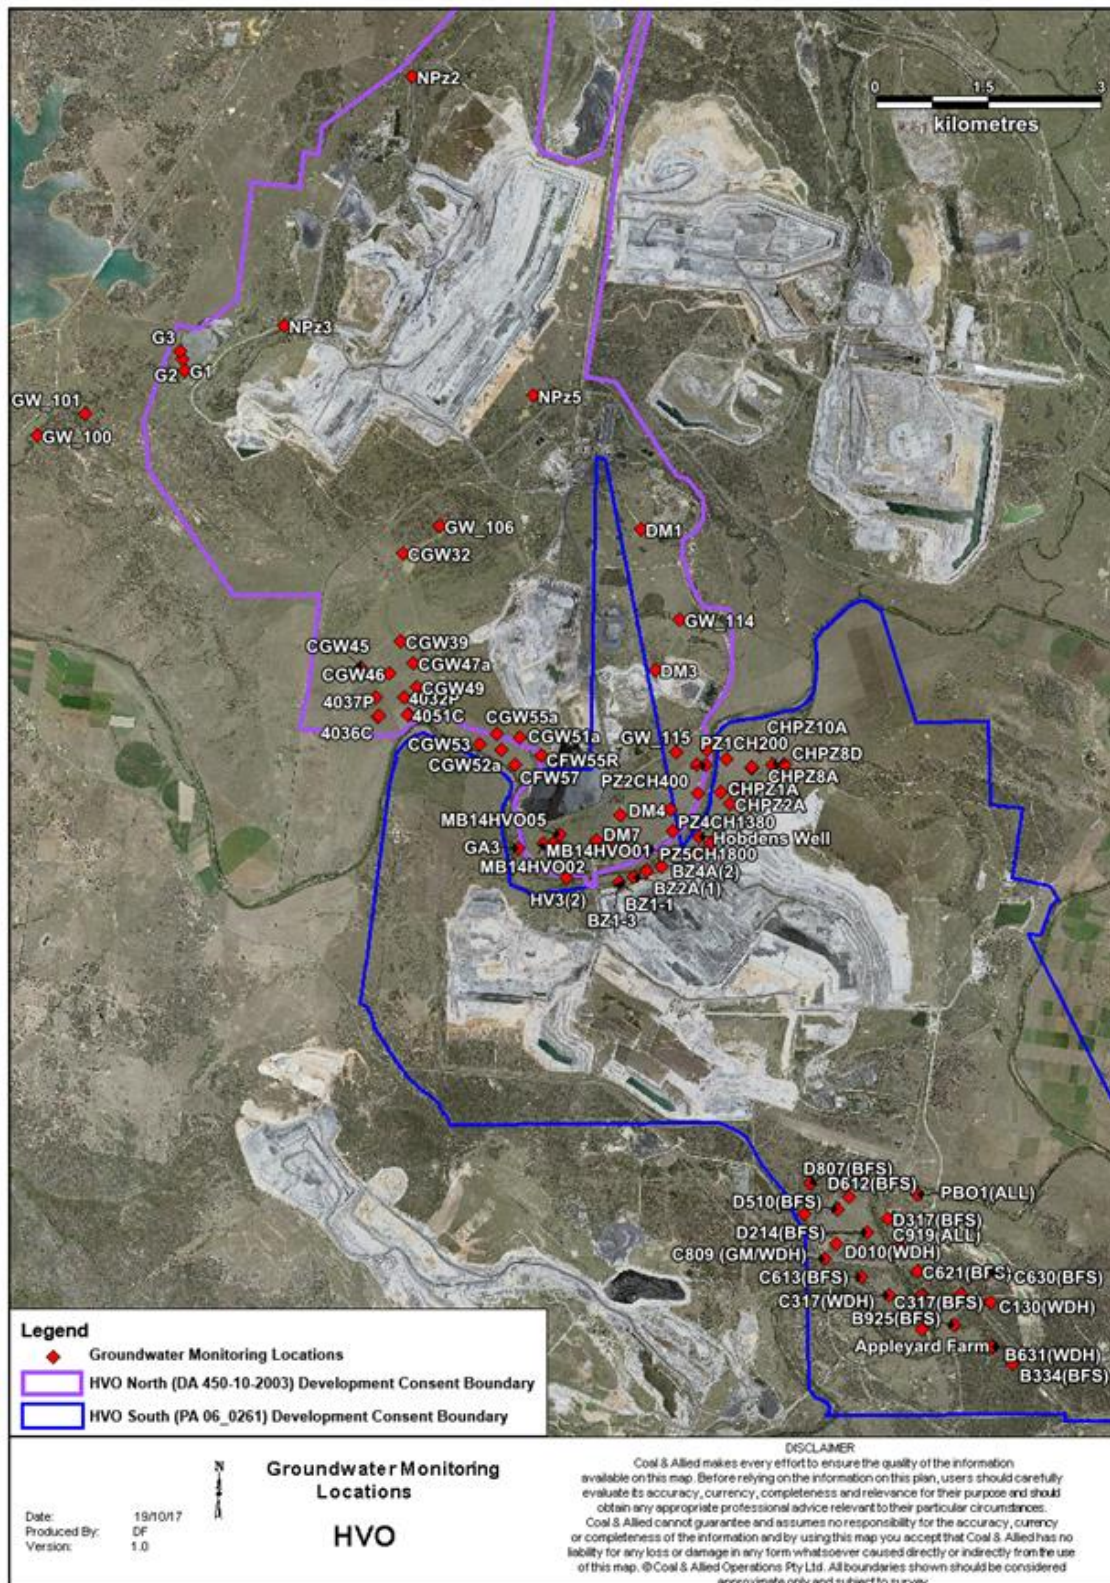 NPz2
0 1.5 3
kilometres
NPz3
G3
G2
G1
NPz5
GW_101
GW_100
GW_106
DM1
CGW32
GW_114
CGW45
CGW39
CGW46
CGW47a
DM3
CGW49
4037P
4032P
4036C
4051C
CGW55a
CGW53
CGW51a
GW_115
PZ1CH200
CHPZ10A
CHPZ8D
CGW52a
CFW55R
CFW57
CHPZ8A
PZ2CH400
CHPZ1A
CHPZ2A
MB14HVO05
DM4
PZ4CH1380
GA3
DM7
Hobdens Well
MB14HVO01
MB14HVO02
PZ5CH1800
BZ4A(2)
HV3(2)
BZ2A(1)
BZ1-1
BZ1-3
D807(BFS)
D612(BFS)
D510(BFS)
PBO1(ALL)
D214(BFS)
D317(BFS)
C919(ALL)
C809 (GM/WDH)
D010(WDH)
C613(BFS)
C621(BFS)
C630(BFS)
C317(WDH)
C317(BFS)
C130(WDH)
B925(BFS)
Appleyard Farm
B631(WDH)
B334(BFS)
Legend
Groundwater Monitoring Locations
HVO North (DA 450-10-2003) Development Consent Boundary
HVO South (PA 06_0261) Development Consent Boundary
N
Groundwater Monitoring
Locations
HVO
Date: 19/10/17
Produced By: DF
Version: 1.0
DISCLAIMER
Coal & Allied makes every effort to ensure the quality of the information
available on this map. Before relying on the information on this plan, users should carefully
evaluate its accuracy, currency, completeness and relevance for their purpose and should
obtain any appropriate professional advice relevant to their particular circumstances.
Coal & Allied cannot guarantee and assumes no responsibility for the accuracy, currency
or completeness of the information and by using this map you accept that Coal & Allied has no
liability for any loss or damage in any form whatsoever caused directly or indirectly from the use
of this map. ©Coal & Allied Operations Pty Ltd. All boundaries shown should be considered
approximate only and subject to survey.